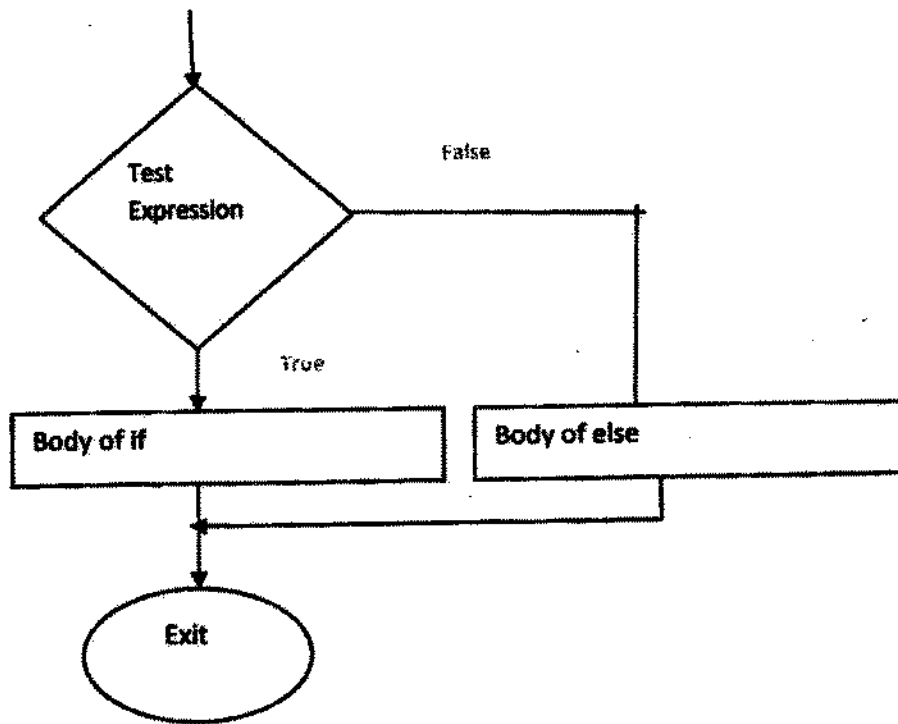 Test
Expression
False
True
Body of if
Body of else
Exit